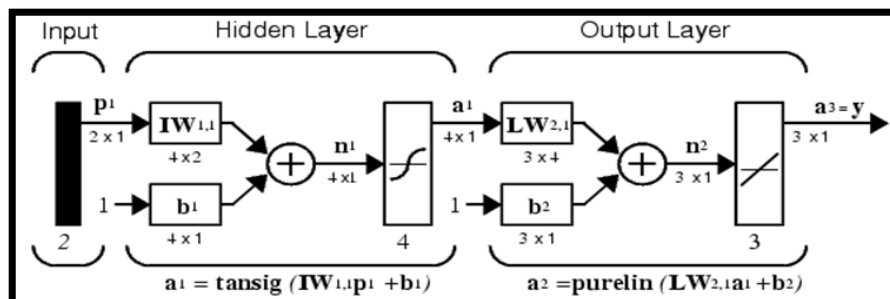 Input Hidden Layer Output Layer
p1 a1 a3 = y
IW1,1 LW2,1
2 x 1 n1 4 x 1 n2 3 x 1
4 x 2 4 x 1 3 x 4 3 x 1
1 b1 1 b2
2 4 x 1 4 3 x 1 3
a1 = tansig (IW1,1p1 +b1) a2 =purelin (LW2,1a1 +b2)